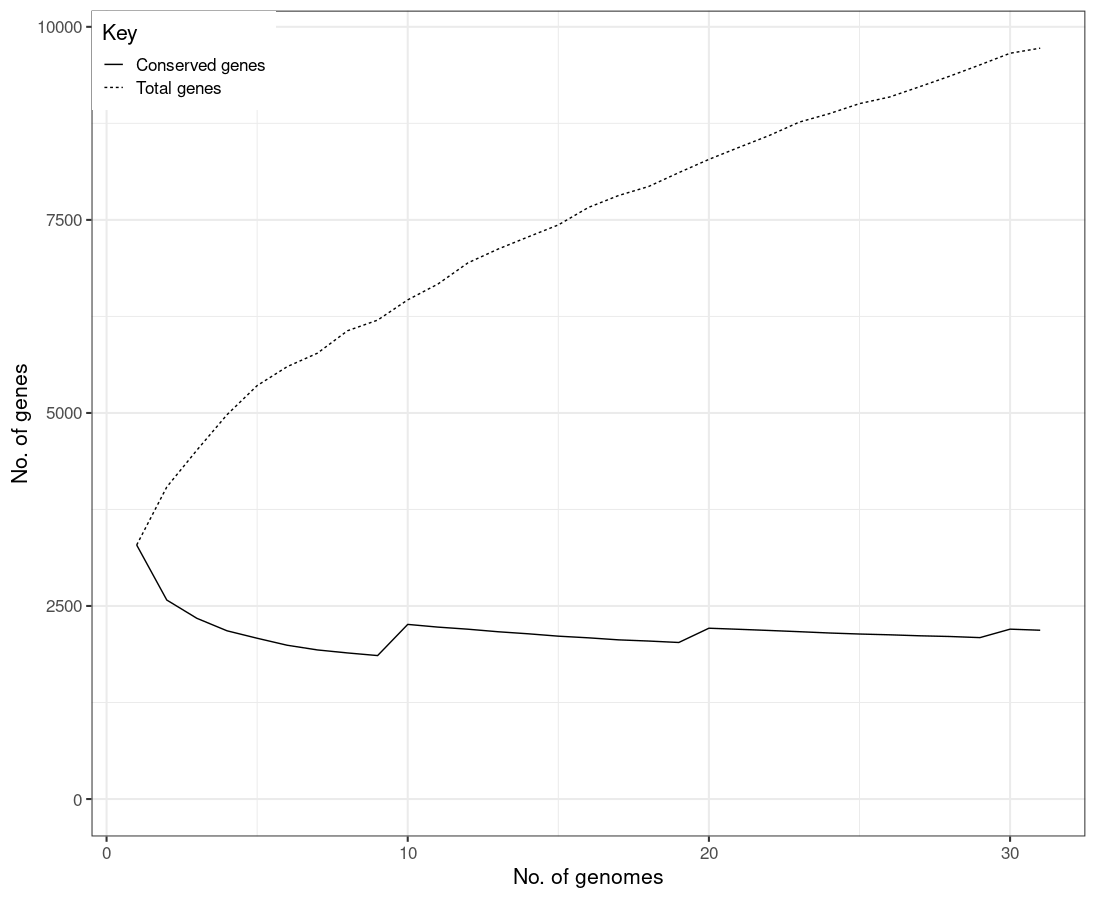 Key
Conserved genes
Total genes
No. of genes
10000
7500
5000
2500
0
0 10 20 30
No. of genomes